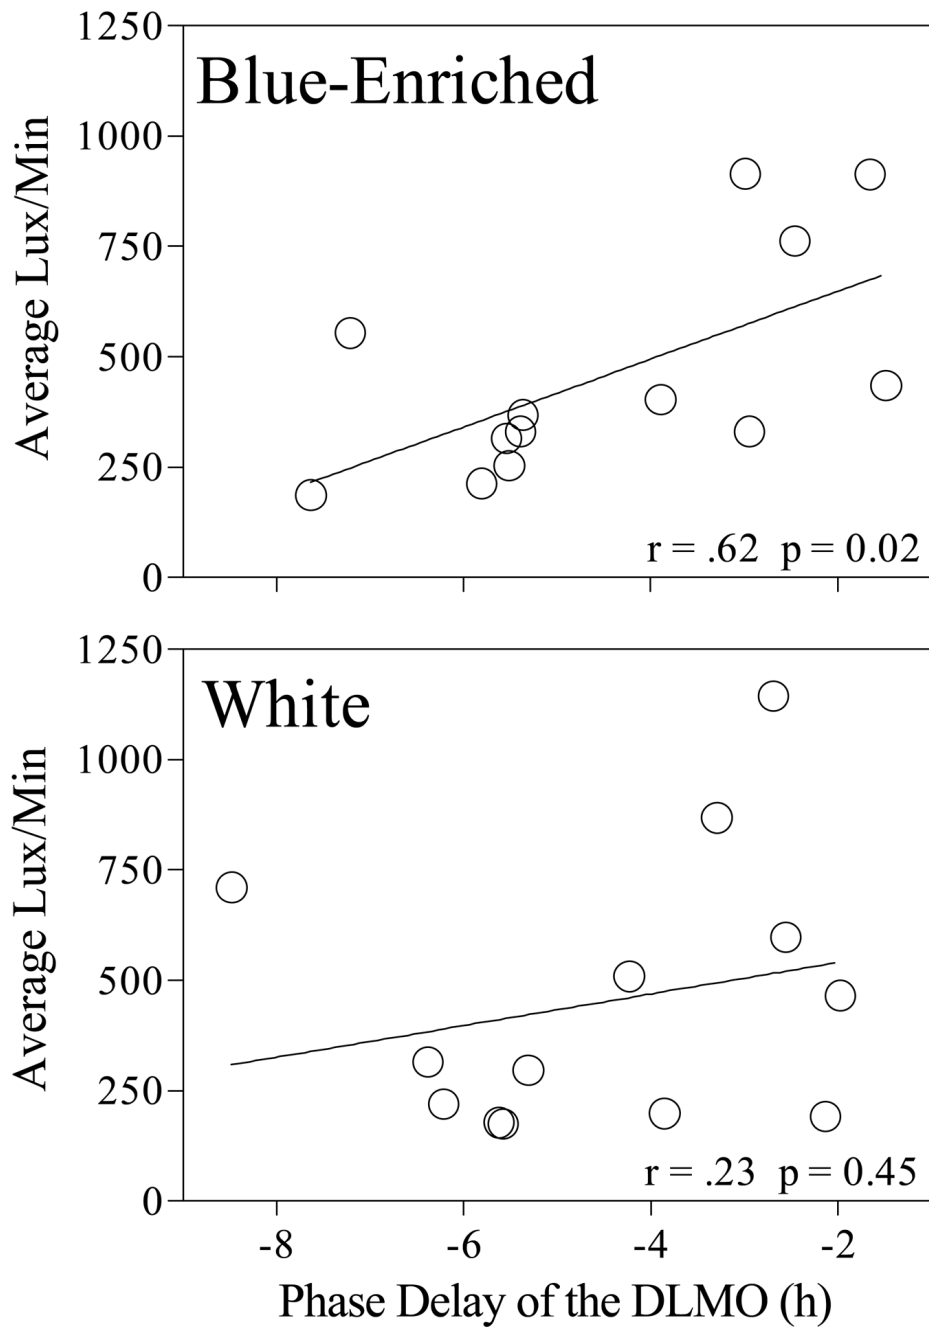 Blue-Enriched
Average Lux/Min
1250
1000
750
500
250
0
r = .62 p = 0.02
White
Average Lux/Min
1250
1000
750
500
250
0
r = .23 p = 0.45
-8 -6 -4 -2
Phase Delay of the DLMO (h)